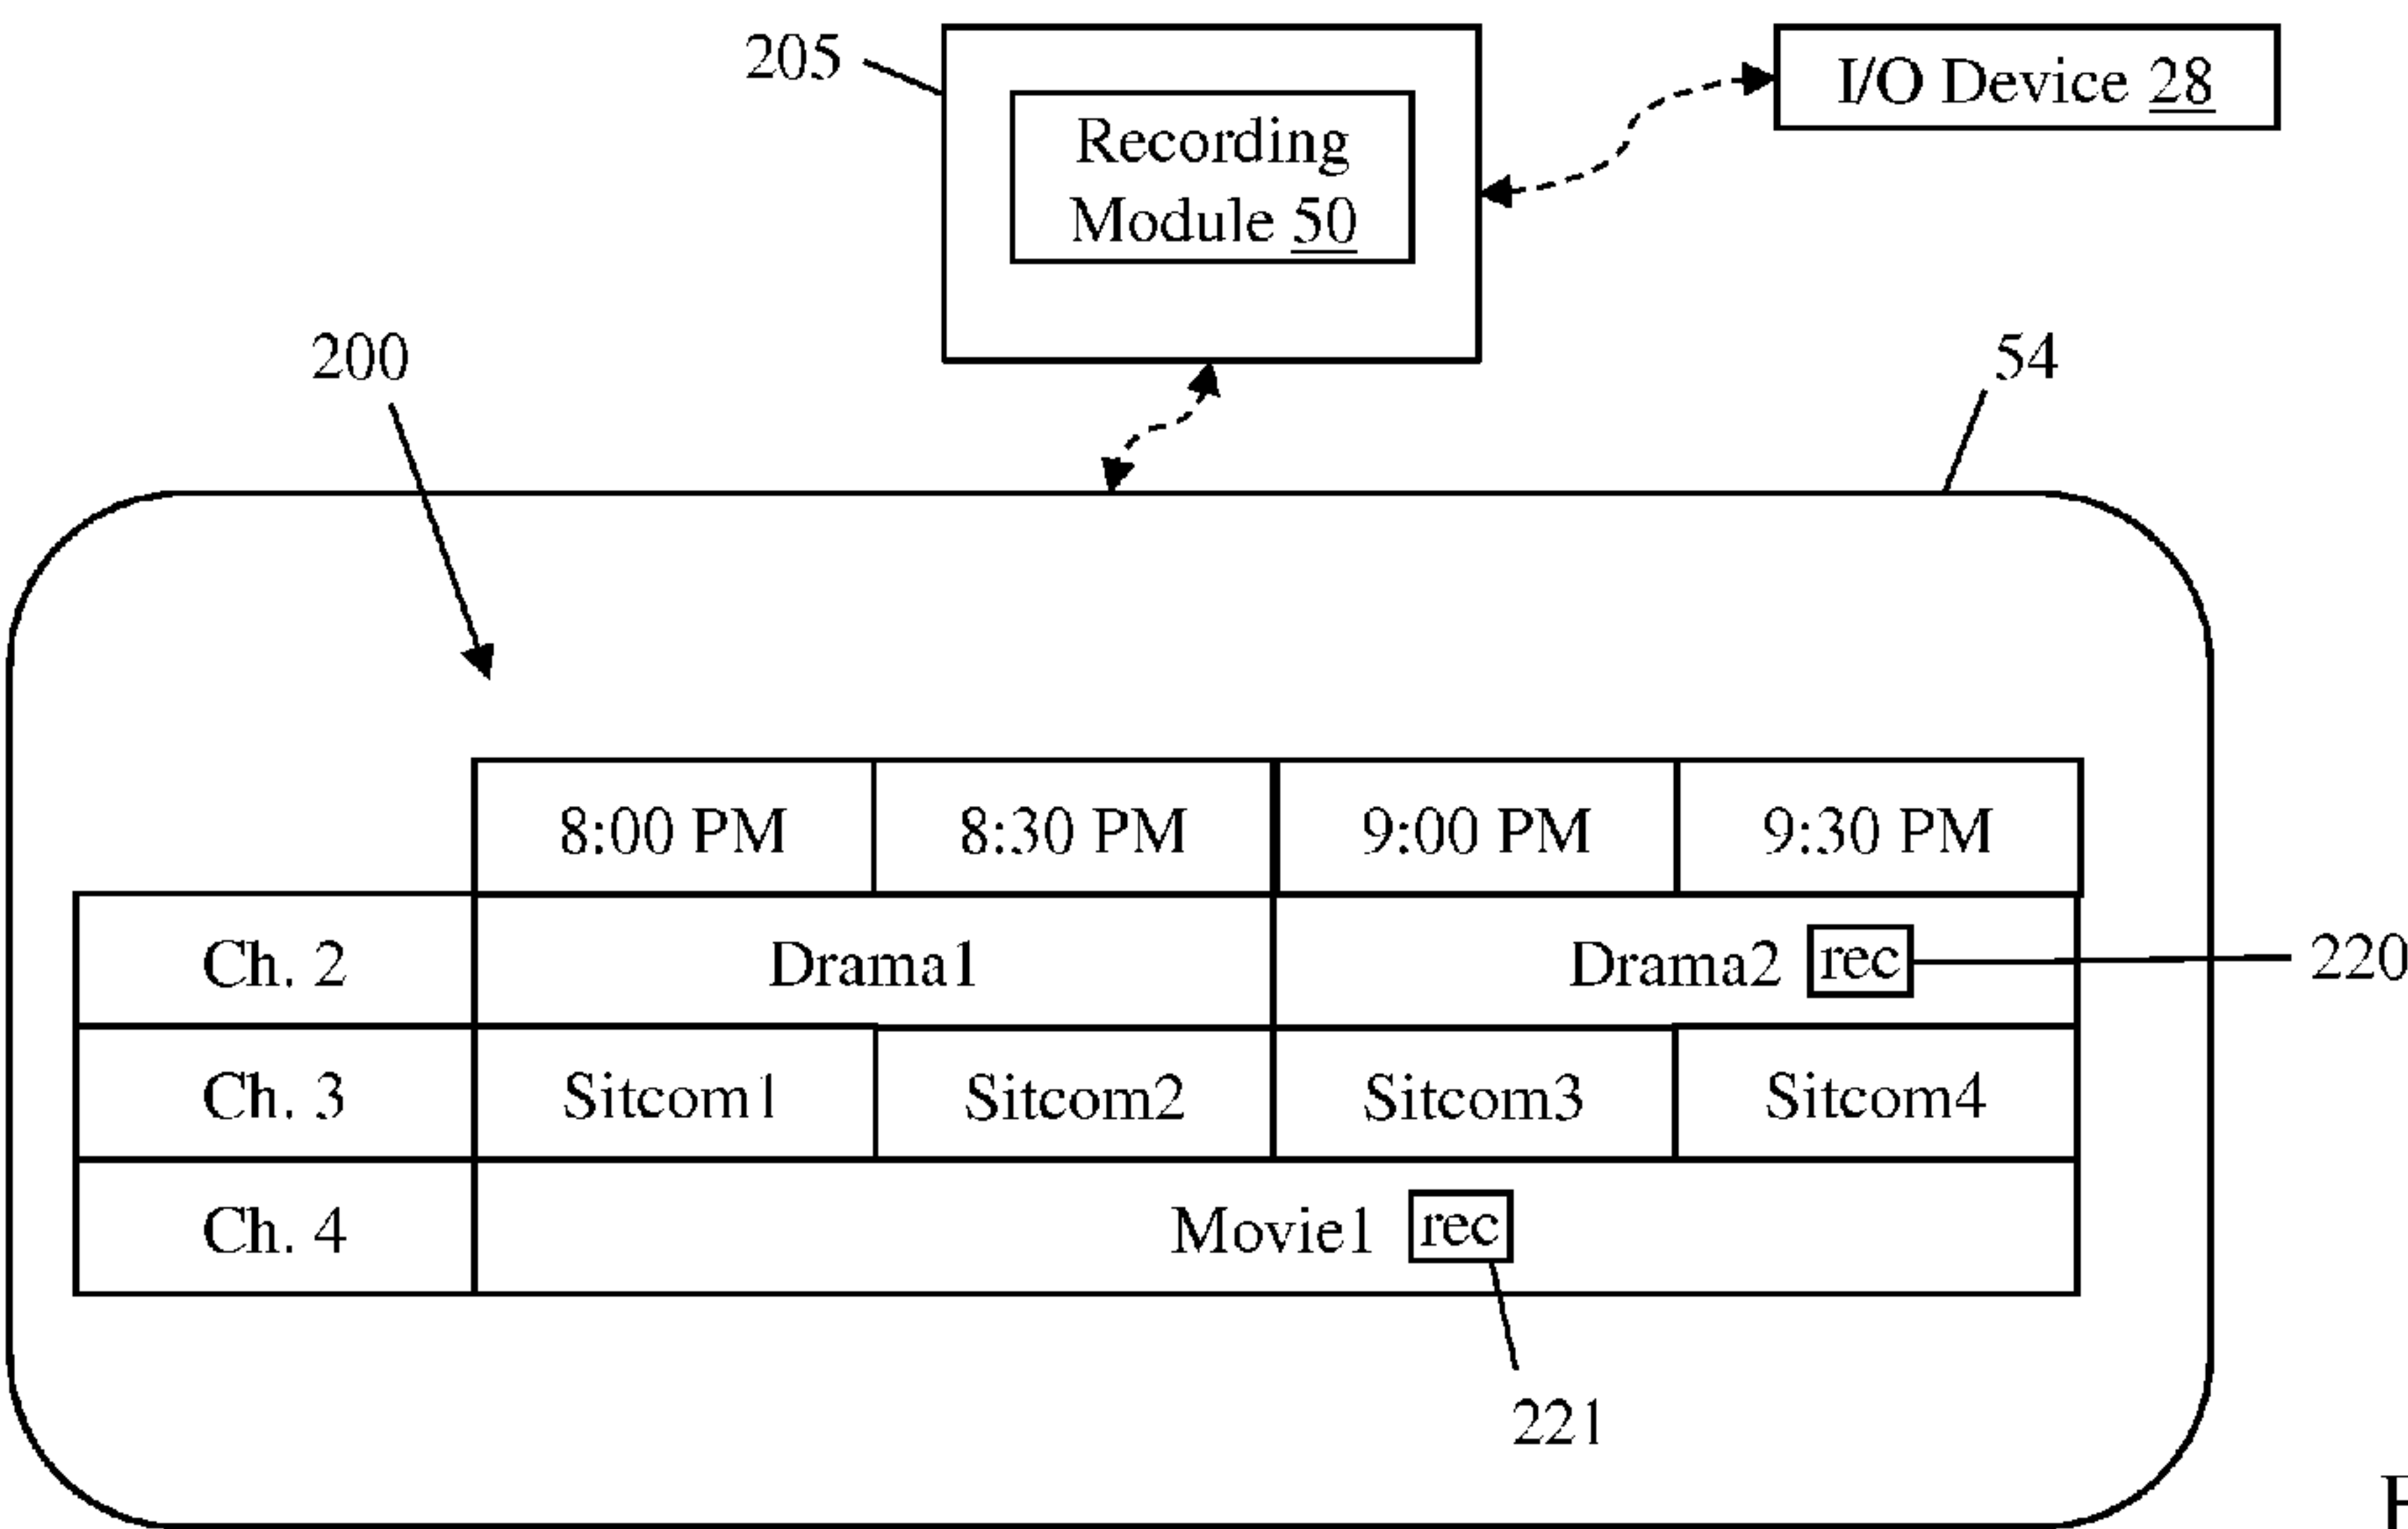 205
Recording
Module 50
I/O Device 28
200
54
8:00 PM 8:30 PM 9:00 PM 9:30 PM
Ch. 2 Drama1 Drama2 rec
220
Ch. 3 Sitcom1 Sitcom2 Sitcom3 Sitcom4
Ch. 4 Movie1 rec
221